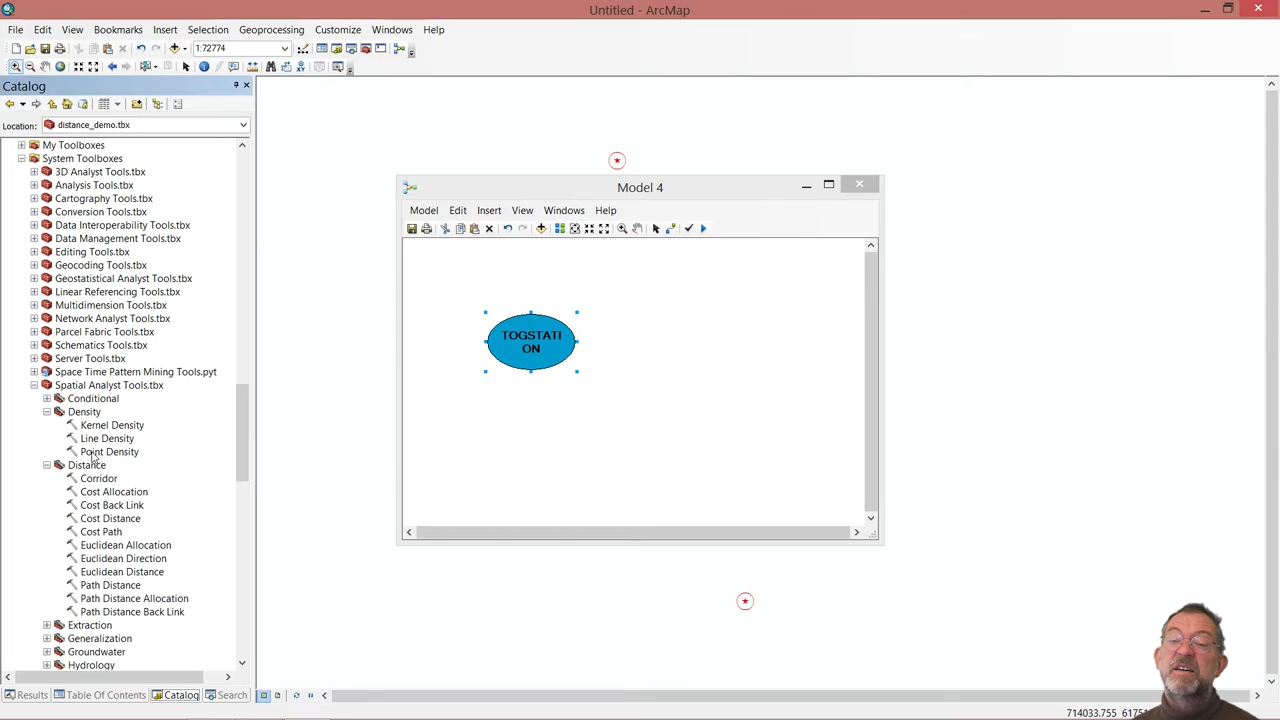 Untitled - ArcMap
File Edit View Bookmarks Insert Selection Geoprocessing Customize Windows Help
1:72774
Catalog
Location: distance_demo.tbx
My Toolboxes
System Toolboxes
3D Analyst Tools.tbx
Analysis Tools.tbx
Cartography Tools.tbx
Conversion Tools.tbx
Data Interoperability Tools.tbx
Data Management Tools.tbx
Editing Tools.tbx
Geocoding Tools.tbx
Geostatistical Analyst Tools.tbx
Linear Referencing Tools.tbx
Multidimension Tools.tbx
Network Analyst Tools.tbx
Parcel Fabric Tools.tbx
Schematics Tools.tbx
Server Tools.tbx
Space Time Pattern Mining Tools.pyt
Spatial Analyst Tools.tbx
Conditional
Density
Kernel Density
Line Density
Point Density
Distance
Corridor
Cost Allocation
Cost Back Link
Cost Distance
Cost Path
Euclidean Allocation
Euclidean Direction
Euclidean Distance
Path Distance
Path Distance Allocation
Path Distance Back Link
Extraction
Generalization
Groundwater
Hydrology
Results Table Of Contents Catalog Search
Model 4
Model Edit Insert View Windows Help
TOGSTATI
ON
714033.755 6175